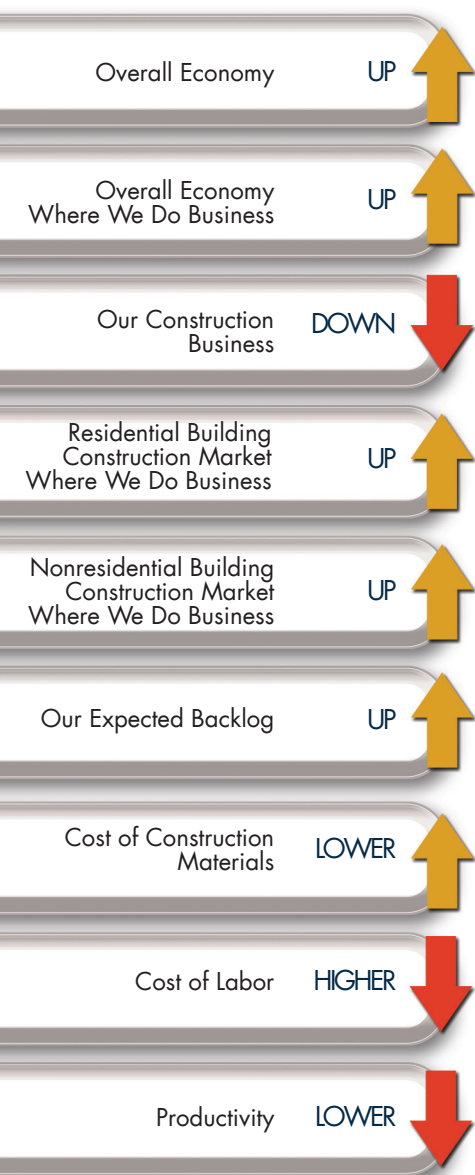 Overall Economy UP
Overall Economy
Where We Do Business UP
Our Construction
Business DOWN
Residential Building
Construction Market
Where We Do Business UP
Nonresidential Building
Construction Market
Where We Do Business UP
Our Expected Backlog UP
Cost of Construction
Materials LOWER
Cost of Labor HIGHER
Productivity LOWER